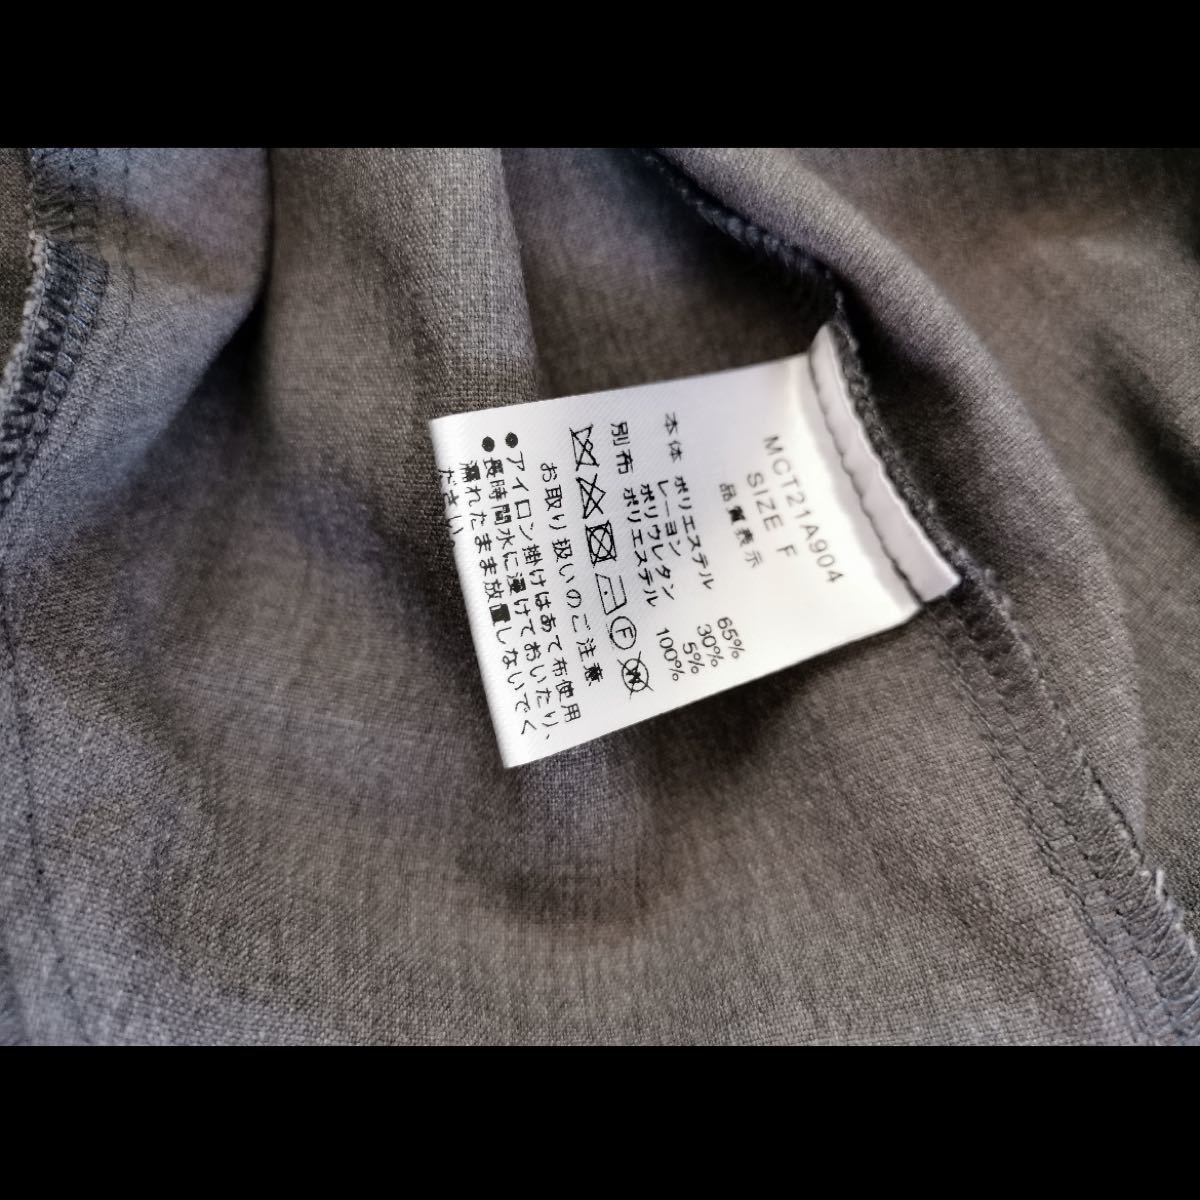 MCT21A904
SIZE F
品質表示
本体 ポリエステル 65%
レーヨン 30%
ポリウレタン 5%
別布 ポリエステル 100%
F
W
お取り扱いのご注意
●アイロン掛けはあて布使用
●長時間水に浸けておいたり、
濡れたまま放置しないでく
ださい。